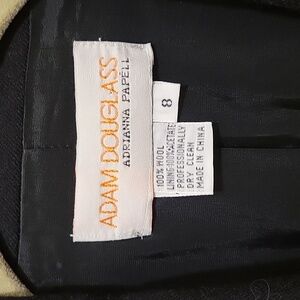 ADAM DOUGLASS
ADRIANNA PAPELL
8
100% WOOL
LINING:100% ACETATE
PROFESSIONALLY
DRY CLEAN
MADE IN CHINA